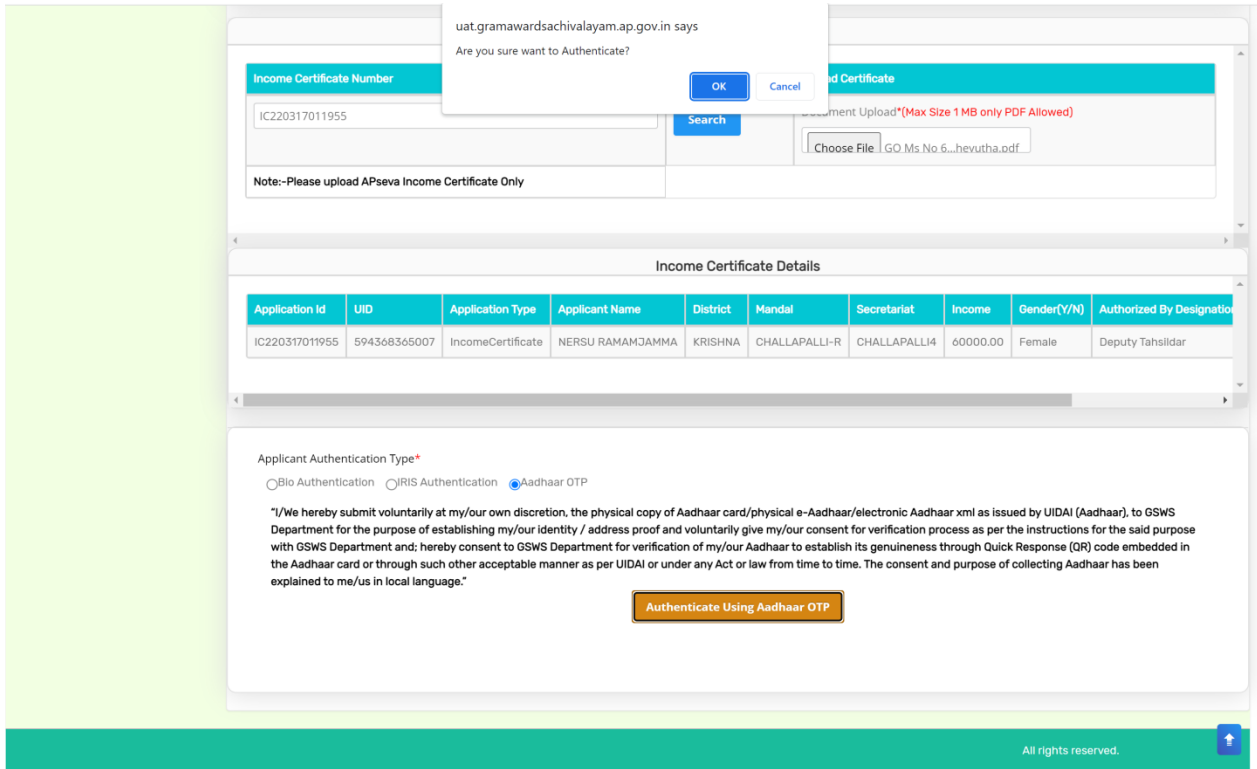 uat.gramawardsachivalayam.ap.gov.in says
Are you sure want to Authenticate?
OK
Cancel
Income Certificate Number
Certificate
IC220317011955
Search
Document Upload*(Max Size 1 MB only PDF Allowed)
Choose File GO Ms No 6...heyutha.pdf
Note:-Please upload APseva Income Certificate Only
Income Certificate Details
Application Id UID Application Type Applicant Name District Mandal Secretariat Income Gender(Y/N) Authorized By Designation
IC220317011955 594368365007 IncomeCertificate NERSU RAMAMJAMMA KRISHNA CHALLAPALLI-R CHALLAPALLI4 60000.00 Female Deputy Tahsildar
Applicant Authentication Type*
Bio Authentication IRIS Authentication Aadhaar OTP
"I/We hereby submit voluntarily at my/our own discretion, the physical copy of Aadhaar card/physical e-Aadhaar/electronic Aadhaar xml as issued by UIDAI (Aadhaar), to GSWS
Department for the purpose of establishing my/our identity / address proof and voluntarily give my/our consent for verification process as per the instructions for the said purpose
with GSWS Department and; hereby consent to GSWS Department for verification of my/our Aadhaar to establish its genuineness through Quick Response (QR) code embedded in
the Aadhaar card or through such other acceptable manner as per UIDAI or under any Act or law from time to time. The consent and purpose of collecting Aadhaar has been
explained to me/us in local language."
Authenticate Using Aadhaar OTP
All rights reserved.